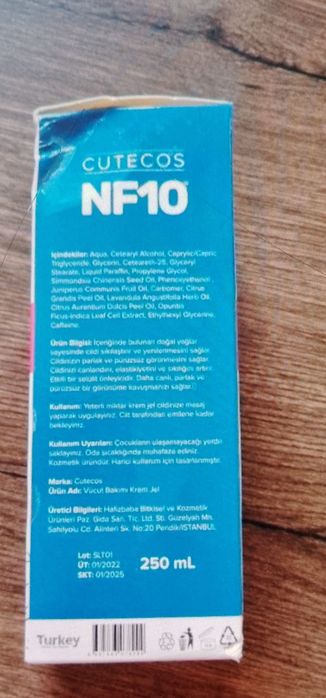 CUTECOS
NF10
İçindekiler: Aqua, Cetearyl Alcohol, Caprylic/Capric
Triglyceride, Glycerin, Ceteareth-25, Glyceryl
Stearate, Liquid Paraffin, Propylene Glycol,
Simmondsia Chinensis Seed Oil, Phenoxyethanol,
Juniperus Communis Fruit Oil, Carbomer, Citrus
Grandis Peel Oil, Lavandula Angustifolia Herb Oil,
Citrus Aurantium Dulcis Peel Oil, Opuntia
Ficus-Indica Leaf Cell Extract, Ethylhexyl Glycerine,
Caffeine.
Ürün Bilgisi: İçeriğinde bulunan doğal yağlar
sayesinde cildi sıkılaştırır ve yenilenmesini sağlar.
Cildinizin parlak ve pürüzsüz görünmesini sağlar.
Cildinizi canlandırır, elastikiyetini ve sıkılığını artırır.
Etkili bir selülit önleyicidir. Daha canlı, parlak ve
pürüzsüz bir görünüme kavuşmanızı sağlar.
Kullanım: Yeterli miktar krem jel cildinize masaj
yaparak uygulayınız. Cilt tarafından emilene kadar
bekleyiniz.
Kullanım Uyarıları: Çocukların ulaşamayacağı yerde
saklayınız. Oda sıcaklığında muhafaza ediniz.
Kozmetik üründür. Harici kullanım için tasarlanmıştır.
Marka: Cutecos
Ürün Adı: Vücut Bakımı Krem Jel
Üretici Bilgileri: Hafızbaba Bitkisel ve Kozmetik
Ürünleri Paz. Gıda San. Tic. Ltd. Sti. Güzelyalı Mh.
Sahilyolu Cd. Alinteri Sk. No:20 Pendik/İSTANBUL
Lot: SLT01
ÜT: 01/2022
SKT: 01/2025
250 mL
Turkey